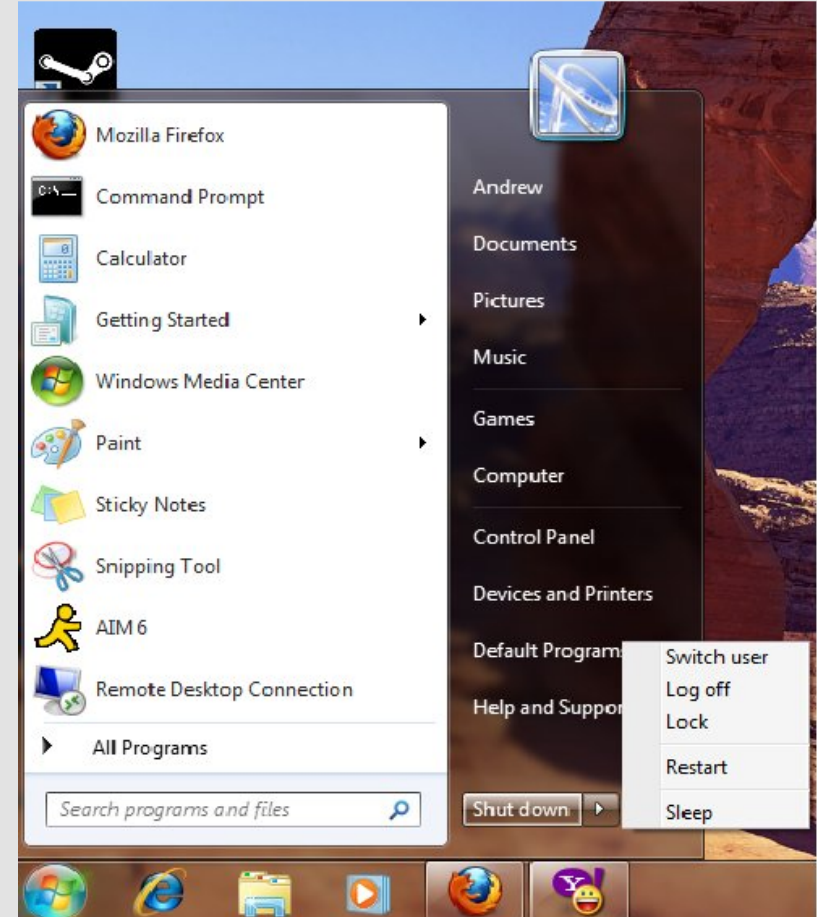 Mozilla Firefox
C:\
Command Prompt
0
Calculator
Getting Started
Windows Media Center
Paint
Sticky Notes
Snipping Tool
AIM 6
Remote Desktop Connection
All Programs
Search programs and files
Andrew
Documents
Pictures
Music
Games
Computer
Control Panel
Devices and Printers
Default Program
Help and Suppor
Shut down
Switch user
Log off
Lock
Restart
Sleep
Y!